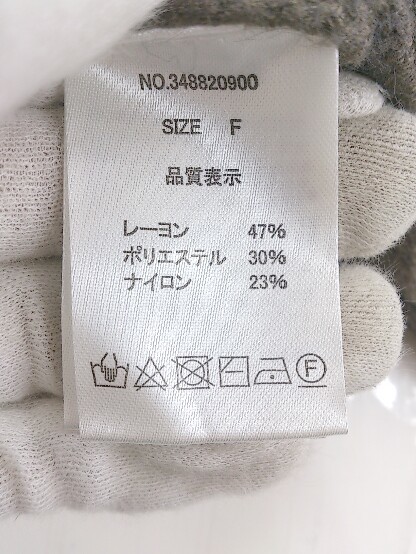 NO.348820900
SIZE F
品質表示
レーヨン 47%
ポリエステル 30%
ナイロン 23%
F